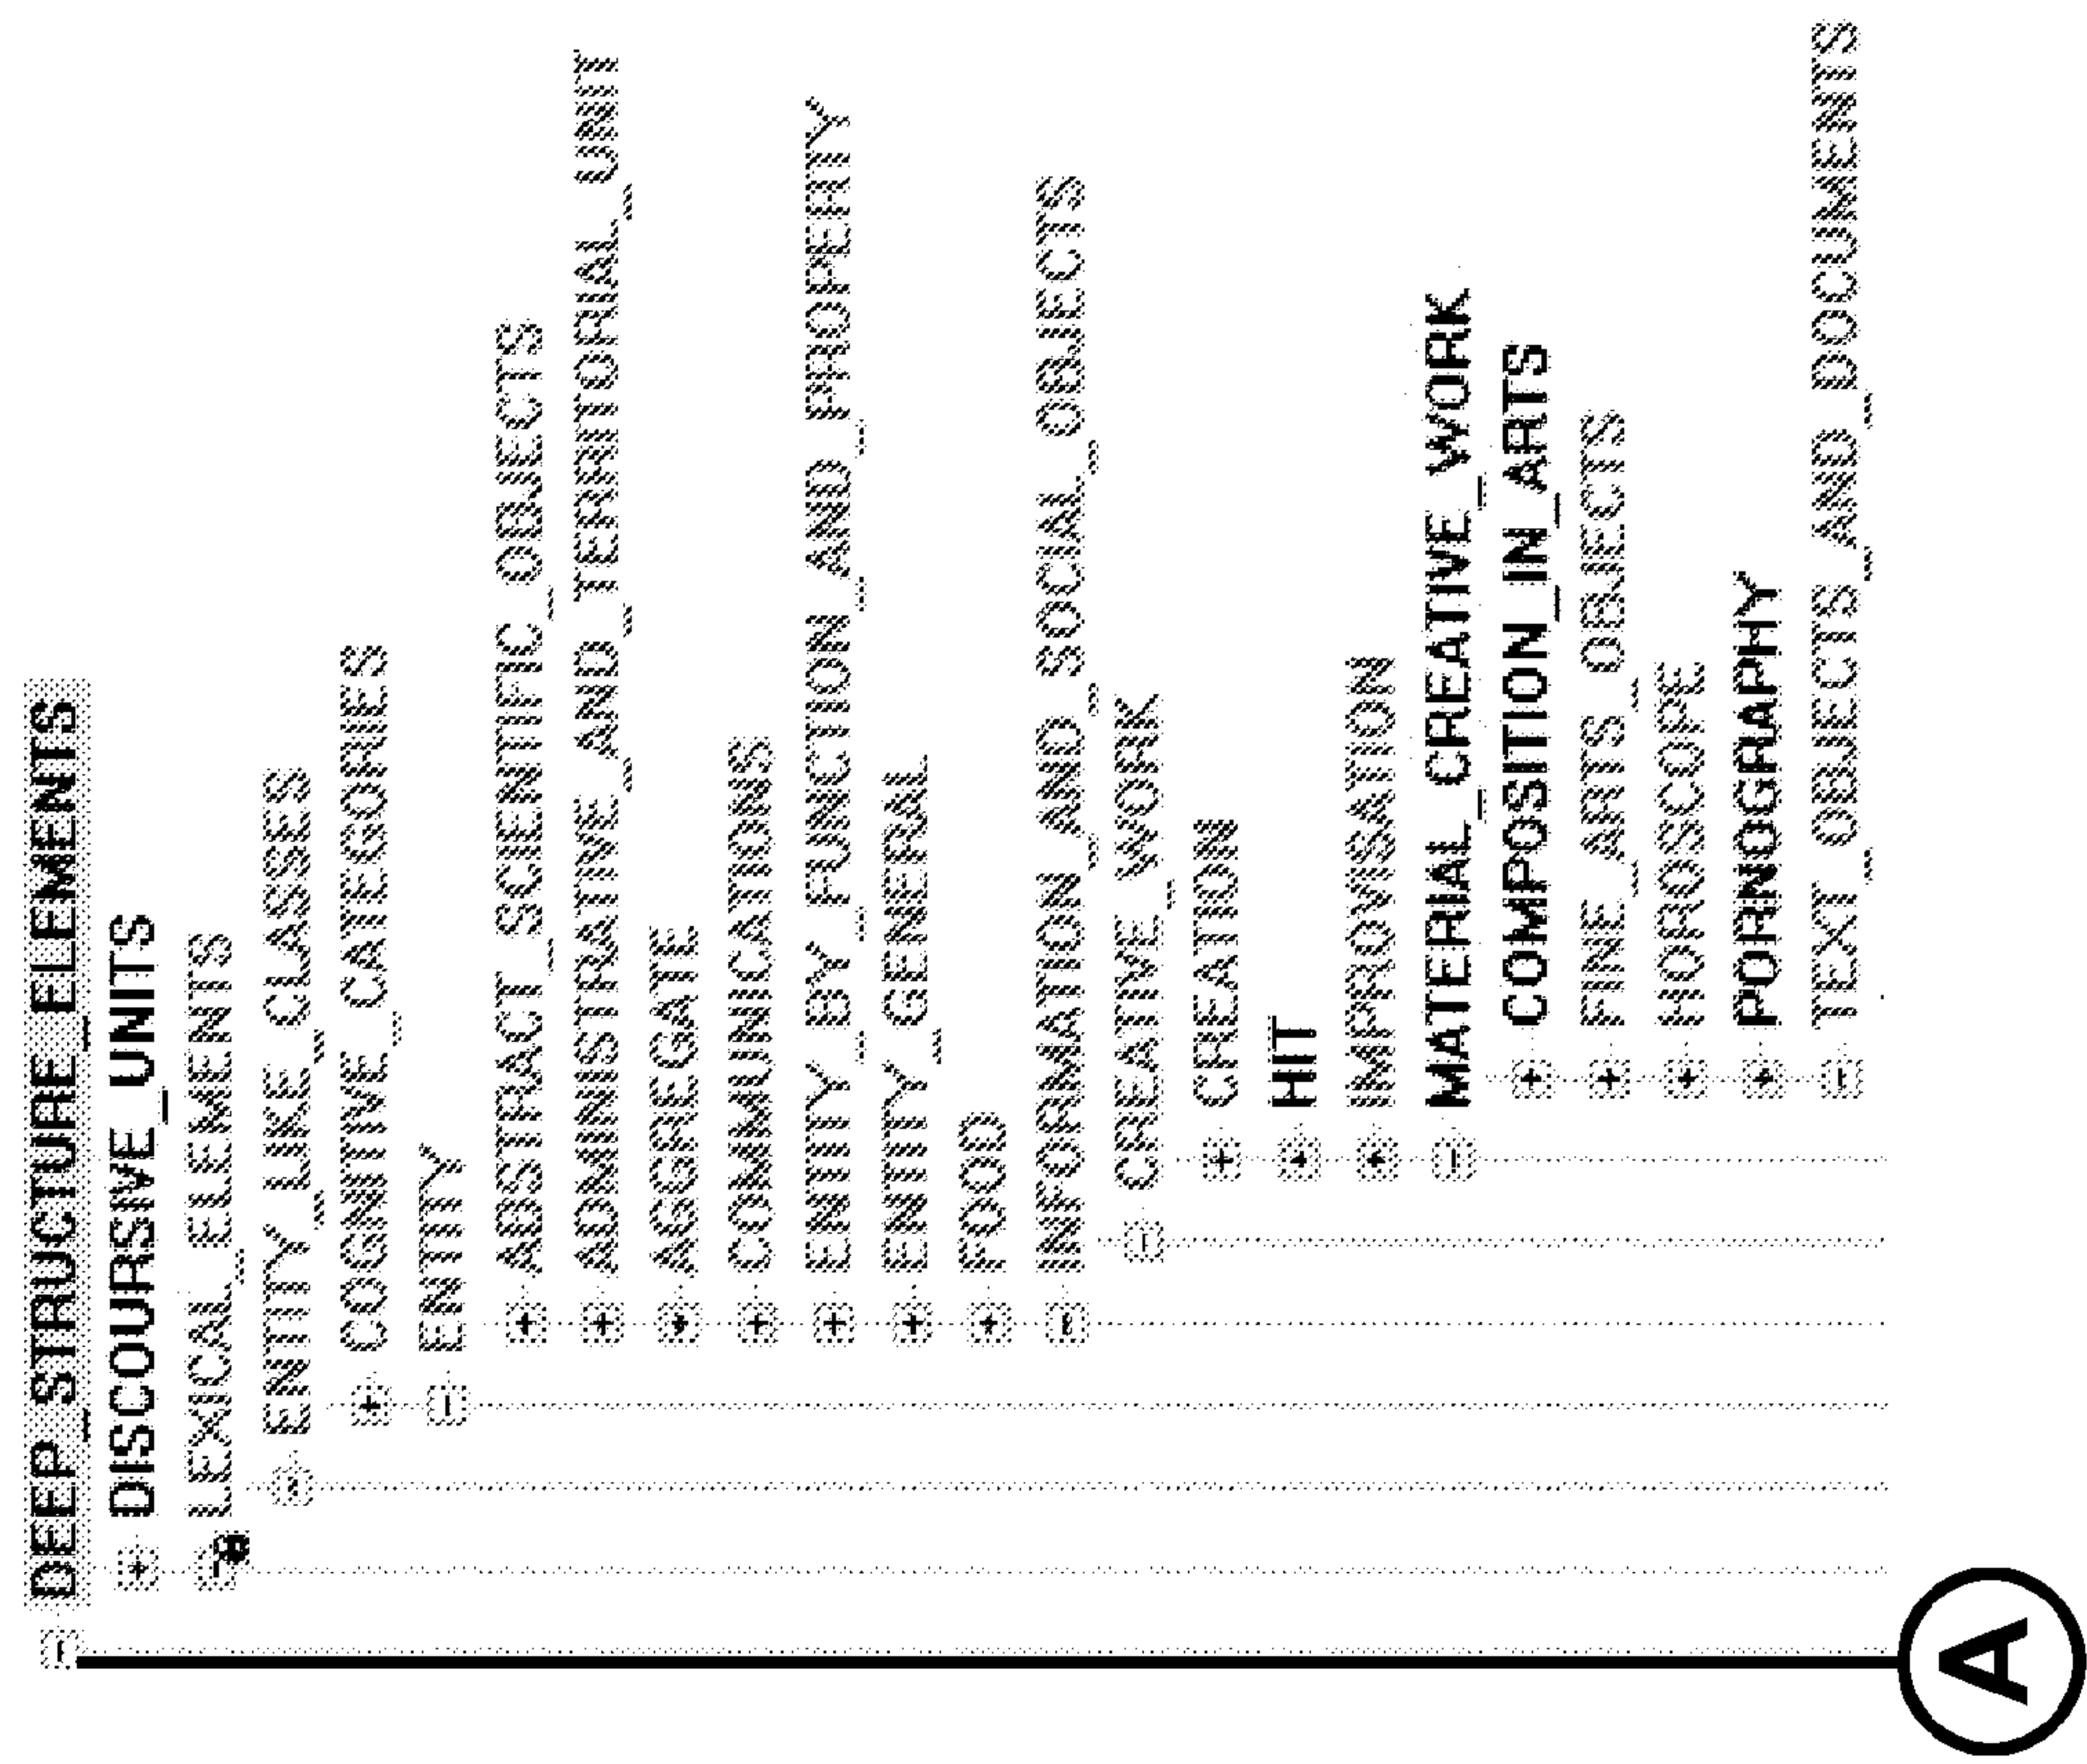 DEEP_STRUCTURE_ELEMENTS
DISCOURSIVE_UNITS
LEXICAL_ELEMENTS
ENTITY_LIKE_CLASSES
COGNITIVE_CATEGORIES
ENTITY
ABSTRACT_SCIENTIFIC_OBJECTS
ADMINISTRATIVE_AND_TERRITORIAL_UNIT
AGGREGATE
COMMUNICATIONS
ENTITY_BY_FUNCTION_AND_PROPERTY
ENTITY_GENERAL
FOOD
INFORMATION_AND_SOCIAL_OBJECTS
CREATIVE_WORK
CREATION
HIT
IMPROVISATION
MATERIAL_CREATIVE_WORK
COMPOSITION_IN_ARTS
FINE_ARTS_OBJECTS
HOROSCOPE
PORNOGRAPHY
TEXT_OBJECTS_AND_DOCUMENTS
A